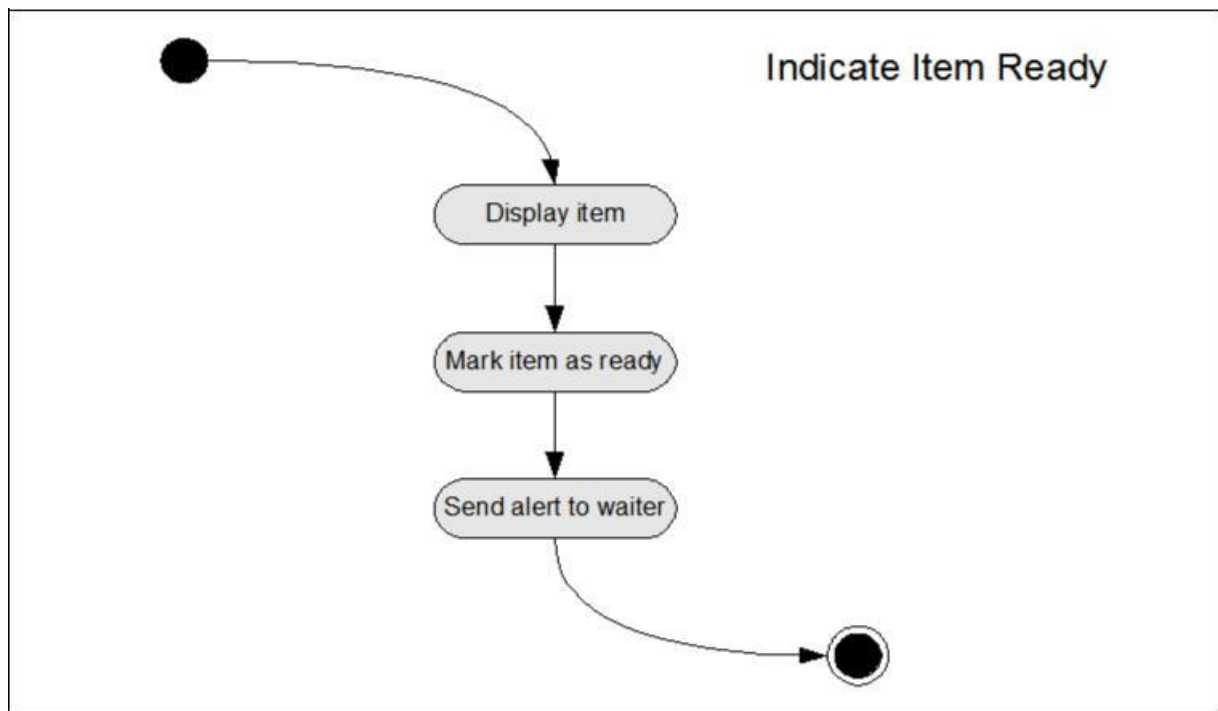 Indicate Item Ready
Display item
Mark item as ready
Send alert to waiter